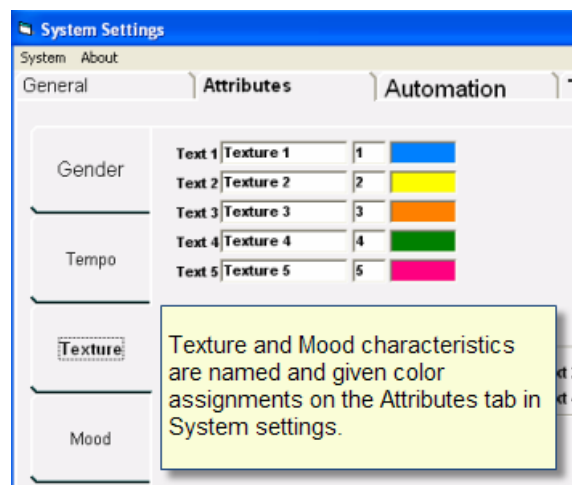 System Settings
System About
General Attributes Automation
Gender
Tempo
Texture
Mood
Text 1 Texture 1 1
Text 2 Texture 2 2
Text 3 Texture 3 3
Text 4 Texture 4 4
Text 5 Texture 5 5
Texture and Mood characteristics
are named and given color
assignments on the Attributes tab in
System settings.